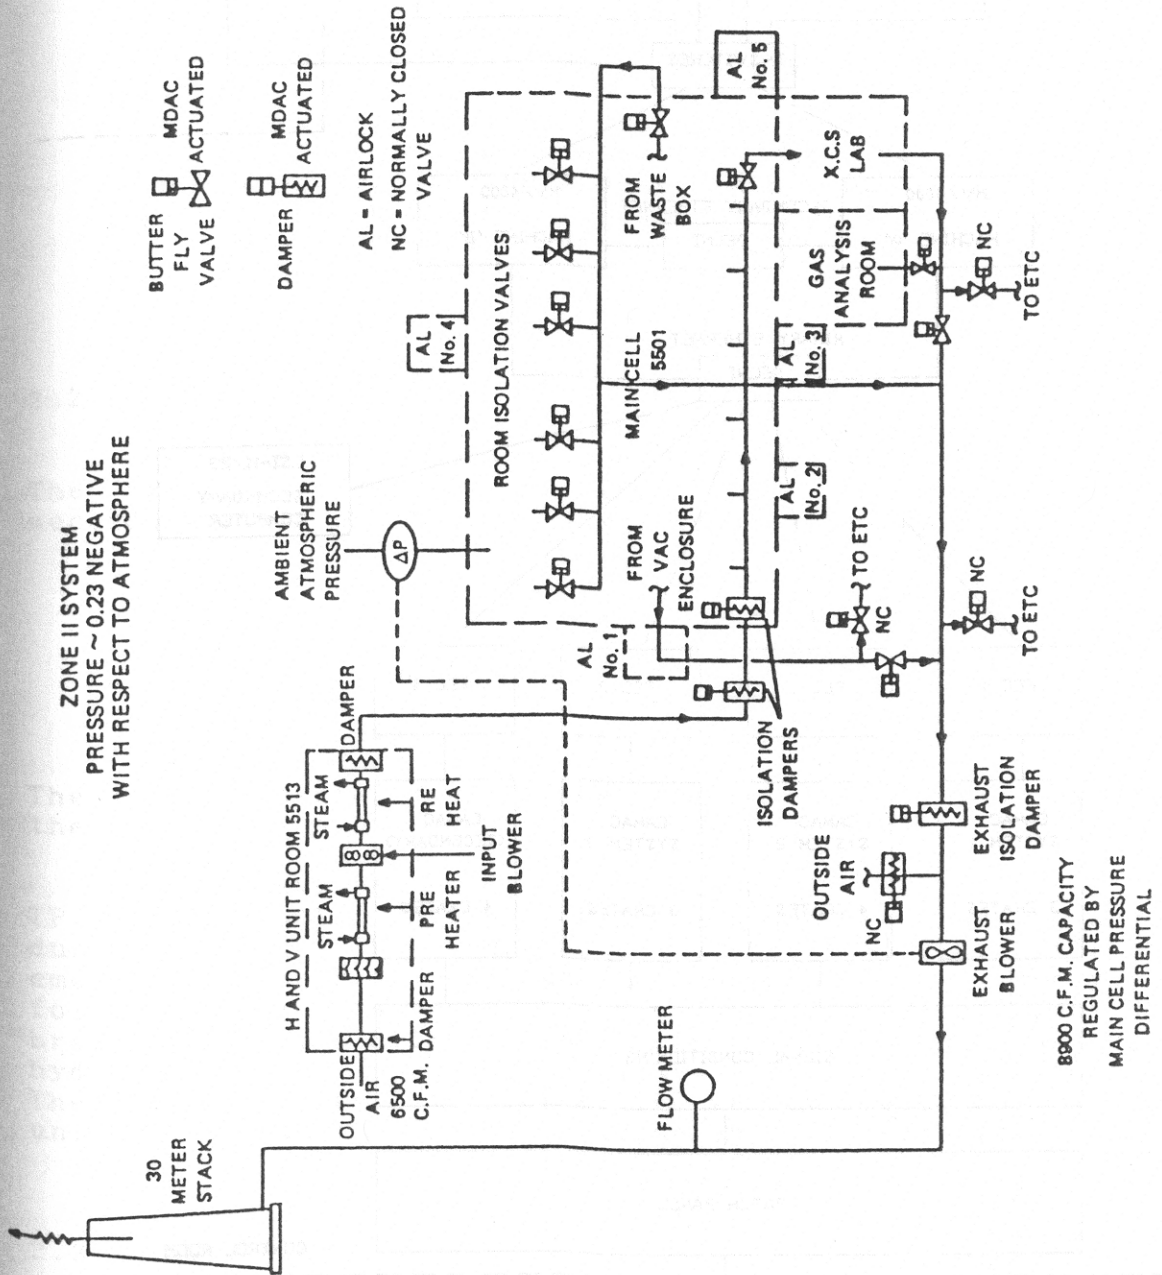 ZONE II SYSTEM
PRESSURE ~ 0.23 NEGATIVE
WITH RESPECT TO ATMOSPHERE
BUTTER
FLY
VALVE
MDAC
ACTUATED
DAMPER
MDAC
ACTUATED
AL = AIRLOCK
NC = NORMALLY CLOSED
VALVE
30
METER
STACK
OUTSIDE
AIR
6500
C.F.M.
H AND V UNIT ROOM 5513
STEAM
STEAM
DAMPER
DAMPER
PRE
HEATER
INPUT
BLOWER
RE
HEAT
AMBIENT
ATMOSPHERIC
PRESSURE
ΔP
AL
No. 4
ROOM ISOLATION VALVES
AL
No. 1
FROM
VAC
ENCLOSURE
MAIN CELL
5501
FROM
WASTE
BOX
AL
No. 5
ISOLATION
DAMPERS
AL
No. 2
AL
No. 3
GAS
ANALYSIS
ROOM
X.C.S
LAB
TO ETC
NC
NC
TO ETC
NC
TO ETC
FLOW METER
OUTSIDE
AIR
NC
EXHAUST
BLOWER
EXHAUST
ISOLATION
DAMPER
8900 C.F.M. CAPACITY
REGULATED BY
MAIN CELL PRESSURE
DIFFERENTIAL